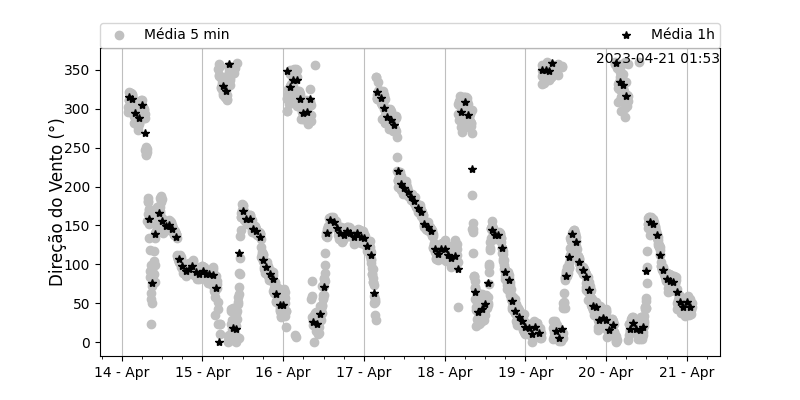 Média 5 min
Média 1h
2023-04-21 01:53
Direção do Vento (°)
350
300
250
200
150
100
50
0
14 - Apr
15 - Apr
16 - Apr
17 - Apr
18 - Apr
19 - Apr
20 - Apr
21 - Apr